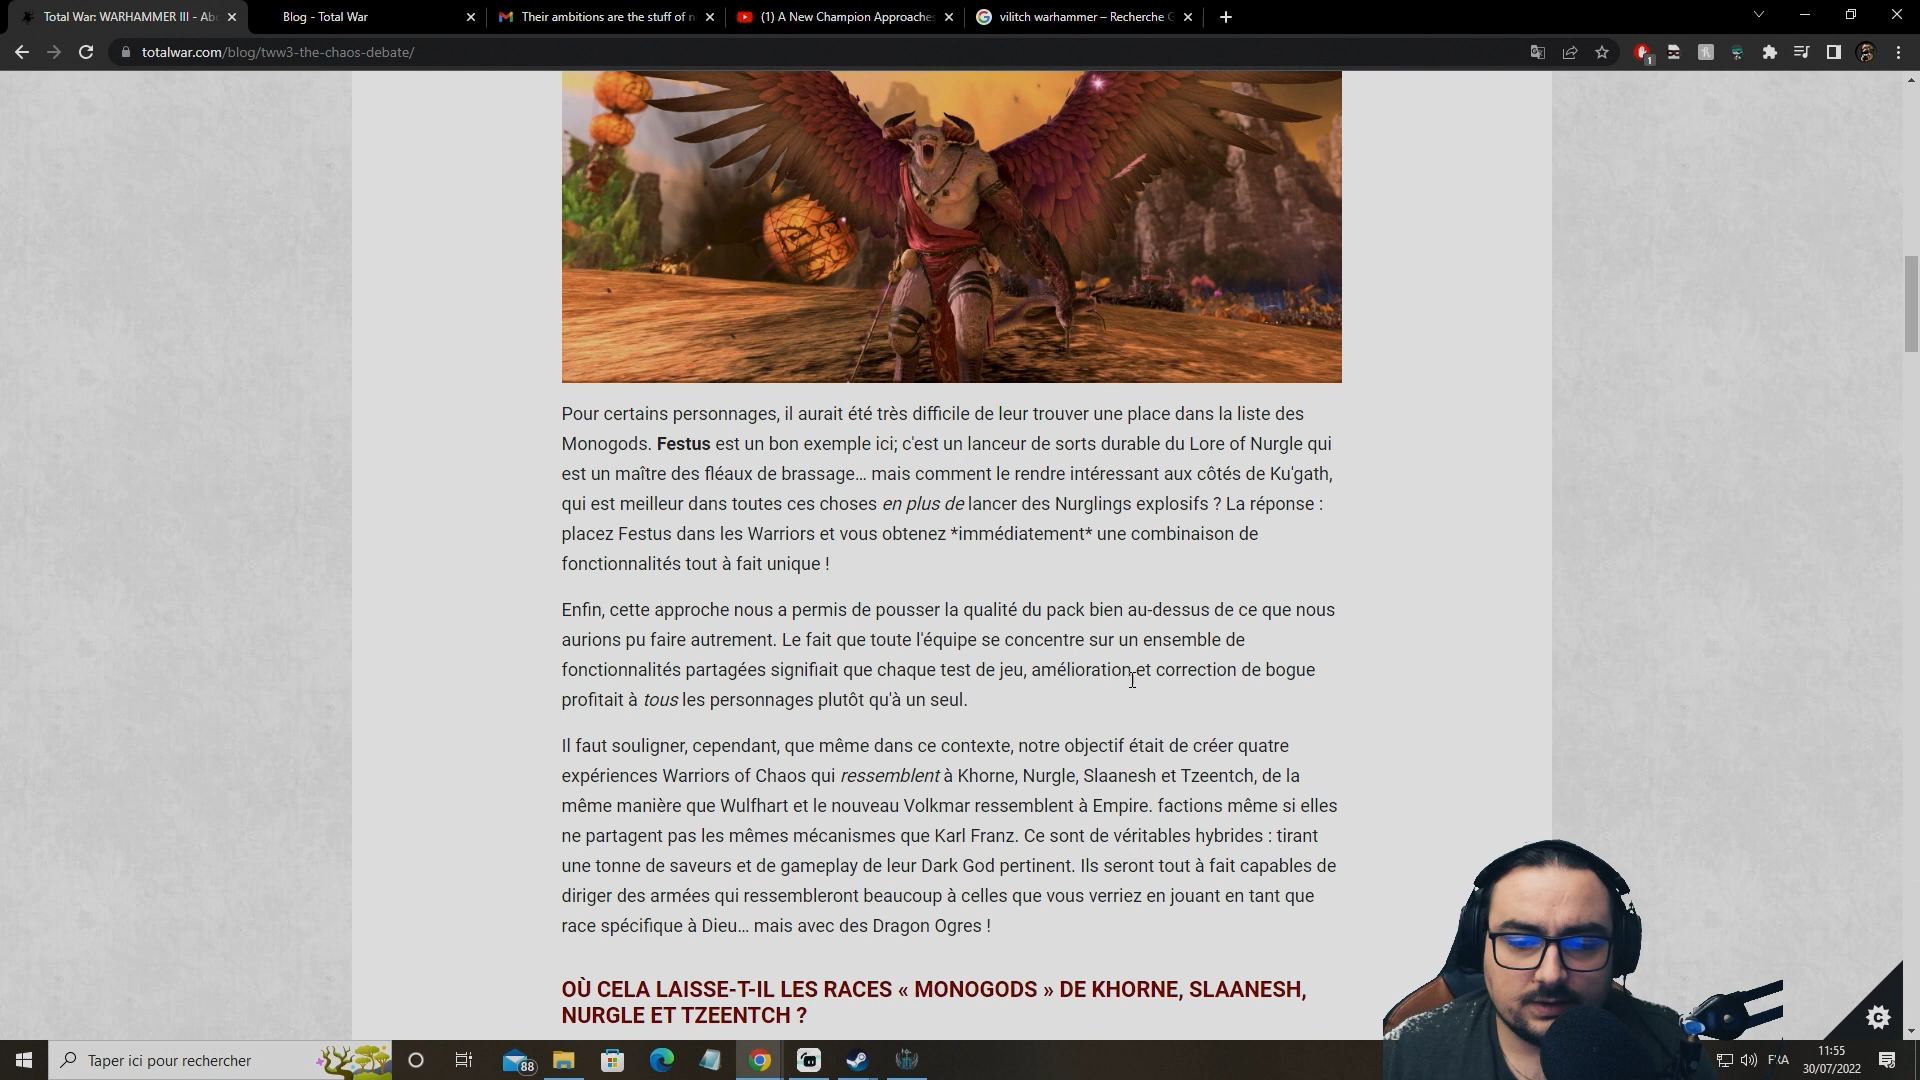 Total War: WARHAMMER III - Abo
Blog - Total War
Their ambitions are the stuff of n
(1) A New Champion Approaches
vilitch warhammer – Recherche G
totalwar.com/blog/tww3-the-chaos-debate/
1
Pour certains personnages, il aurait été très difficile de leur trouver une place dans la liste des
Monogods. Festus est un bon exemple ici; c'est un lanceur de sorts durable du Lore of Nurgle qui
est un maître des fléaux de brassage... mais comment le rendre intéressant aux côtés de Ku'gath,
qui est meilleur dans toutes ces choses en plus de lancer des Nurglings explosifs ? La réponse :
placez Festus dans les Warriors et vous obtenez *immédiatement* une combinaison de
fonctionnalités tout à fait unique !
Enfin, cette approche nous a permis de pousser la qualité du pack bien au-dessus de ce que nous
aurions pu faire autrement. Le fait que toute l'équipe se concentre sur un ensemble de
fonctionnalités partagées signifiait que chaque test de jeu, amélioration et correction de bogue
profitait à tous les personnages plutôt qu'à un seul.
Il faut souligner, cependant, que même dans ce contexte, notre objectif était de créer quatre
expériences Warriors of Chaos qui ressemblent à Khorne, Nurgle, Slaanesh et Tzeentch, de la
même manière que Wulfhart et le nouveau Volkmar ressemblent à Empire. factions même si elles
ne partagent pas les mêmes mécanismes que Karl Franz. Ce sont de véritables hybrides : tirant
une tonne de saveurs et de gameplay de leur Dark God pertinent. Ils seront tout à fait capables de
diriger des armées qui ressembleront beaucoup à celles que vous verriez en jouant en tant que
race spécifique à Dieu... mais avec des Dragon Ogres !
OÙ CELA LAISSE-T-IL LES RACES « MONOGODS » DE KHORNE, SLAANESH,
NURGLE ET TZEENTCH ?
Taper ici pour rechercher
88
FRA
11:55
30/07/2022